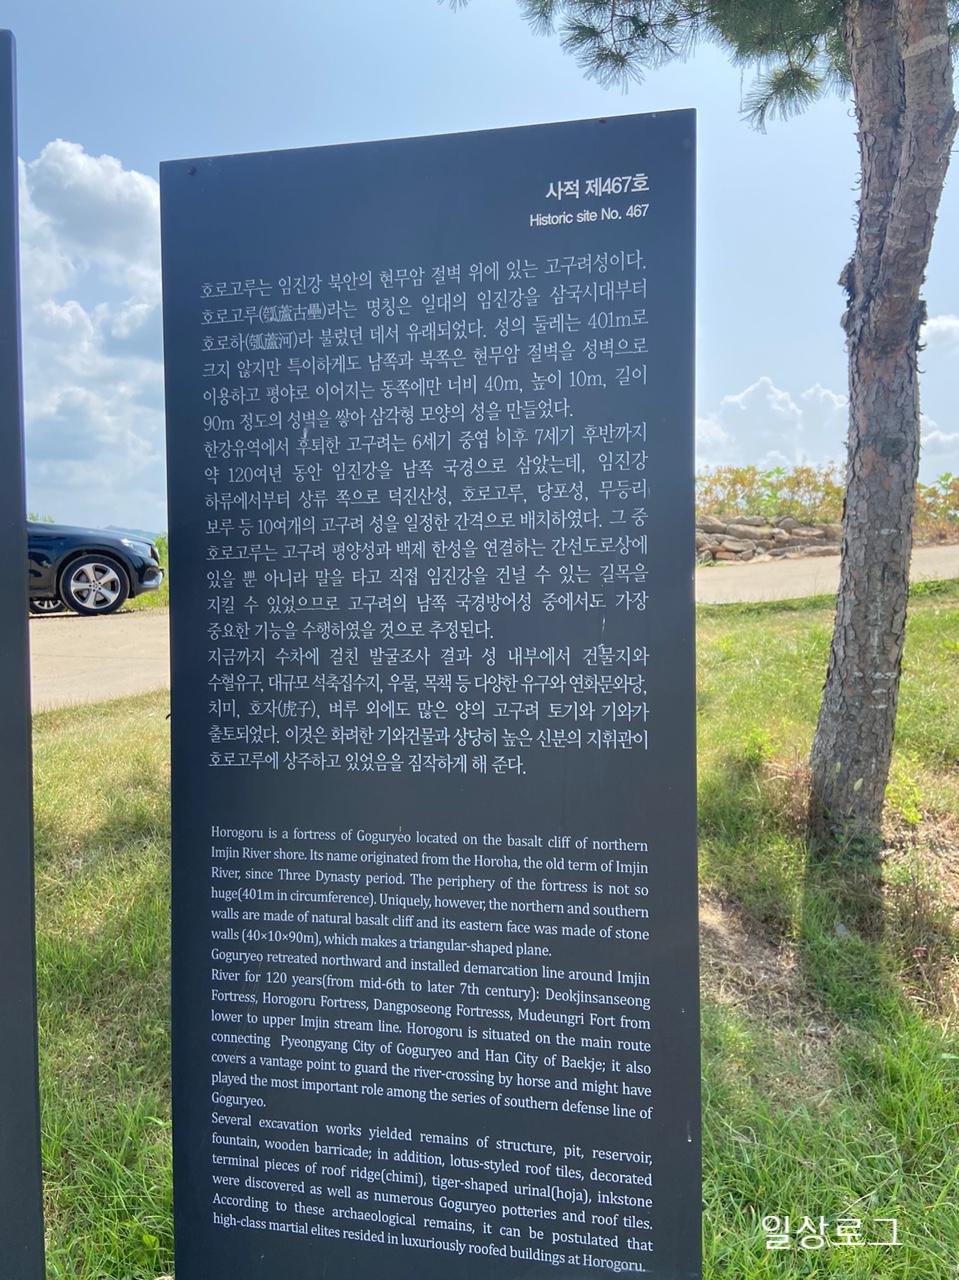 사적 제467호
Historic site No. 467
호로고루는 임진강 북안의 현무암 절벽 위에 있는 고구려성이다.
호로고루(瓠蘆古壘)라는 명칭은 일대의 임진강을 삼국시대부터
호로하(瓠蘆河)라 불렀던 데서 유래되었다. 성의 둘레는 401m로
크지 않지만 특이하게도 남쪽과 북쪽은 현무암 절벽을 성벽으로
이용하고 평야로 이어지는 동쪽에만 너비 40m, 높이 10m, 길이
90m 정도의 성벽을 쌓아 삼각형 모양의 성을 만들었다.
한강유역에서 후퇴한 고구려는 6세기 중엽 이후 7세기 후반까지
약 120여년 동안 임진강을 남쪽 국경으로 삼았는데, 임진강
하류에서부터 상류 쪽으로 덕진산성, 호로고루, 당포성, 무등리
보루 등 10여개의 고구려 성을 일정한 간격으로 배치하였다. 그 중
호로고루는 고구려 평양성과 백제 한성을 연결하는 간선도로상에
있을 뿐 아니라 말을 타고 직접 임진강을 건널 수 있는 길목을
지킬 수 있었으므로 고구려의 남쪽 국경방어성 중에서도 가장
중요한 기능을 수행하였을 것으로 추정된다.
지금까지 수차에 걸친 발굴조사 결과 성 내부에서 건물지와
수혈유구, 대규모 석축집수지, 우물, 목책 등 다양한 유구와 연화문와당,
치미, 호자(虎子), 벼루 외에도 많은 양의 고구려 토기와 기와가
출토되었다. 이것은 화려한 기와건물과 상당히 높은 신분의 지휘관이
호로고루에 상주하고 있었음을 짐작하게 해 준다.
Horogoru is a fortress of Goguryeo located on the basalt cliff of northern
Imjin River shore. Its name originated from the Horoha, the old term of Imjin
River, since Three Dynasty period. The periphery of the fortress is not so
huge(401m in circumference). Uniquely, however, the northern and southern
walls are made of natural basalt cliff and its eastern face was made of stone
walls (40×10×90m), which makes a triangular-shaped plane.
Goguryeo retreated northward and installed demarcation line around Imjin
River for 120 years(from mid-6th to later 7th century): Deokjinsanseong
Fortress, Horogoru Fortress, Dangposeong Fortresss, Mudeungri Fort from
lower to upper Imjin stream line. Horogoru is situated on the main route
connecting Pyeongyang City of Goguryeo and Han City of Baekje; it also
covers a vantage point to guard the river-crossing by horse and might have
played the most important role among the series of southern defense line of
Goguryeo.
Several excavation works yielded remains of structure, pit, reservoir,
fountain, wooden barricade; in addition, lotus-styled roof tiles, decorated
terminal pieces of roof ridge(chimi), tiger-shaped urinal(hoja), inkstone
were discovered as well as numerous Goguryeo potteries and roof tiles.
According to these archaeological remains, it can be postulated that
high-class martial elites resided in luxuriously roofed buildings at Horogoru.
일상로그